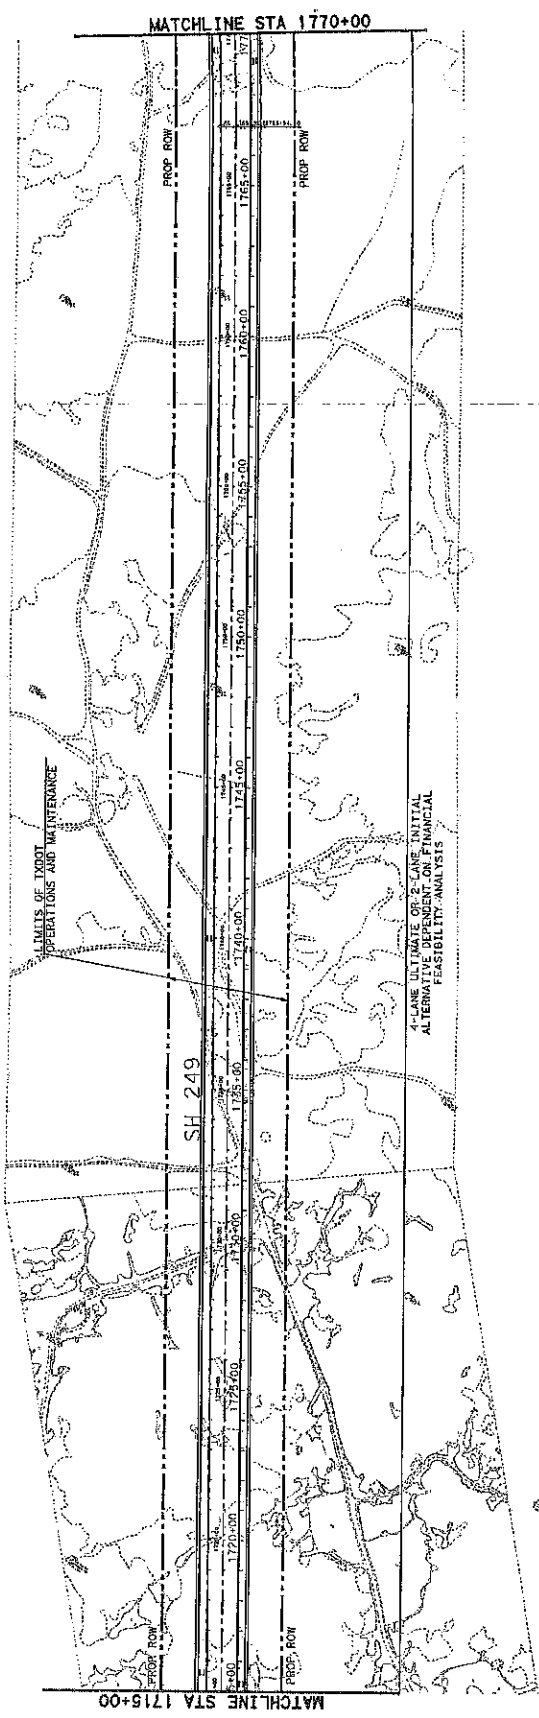 MATCHLINE STA 1770+00
PROP ROW
PROP ROW
1765+00
1760+00
1755+00
1750+00
LIMITS OF TXDOT
OPERATIONS AND MAINTENANCE
1745+00
4-LANE ULTIMATE OR 2-LANE INITIAL
ALTERNATIVE DEPENDENT ON FINANCIAL
FEASIBILITY ANALYSIS
1740+00
SH 249
1735+00
1730+00
1725+00
1720+00
PROP ROW
PROP ROW
5+00
MATCHLINE STA 1715+00